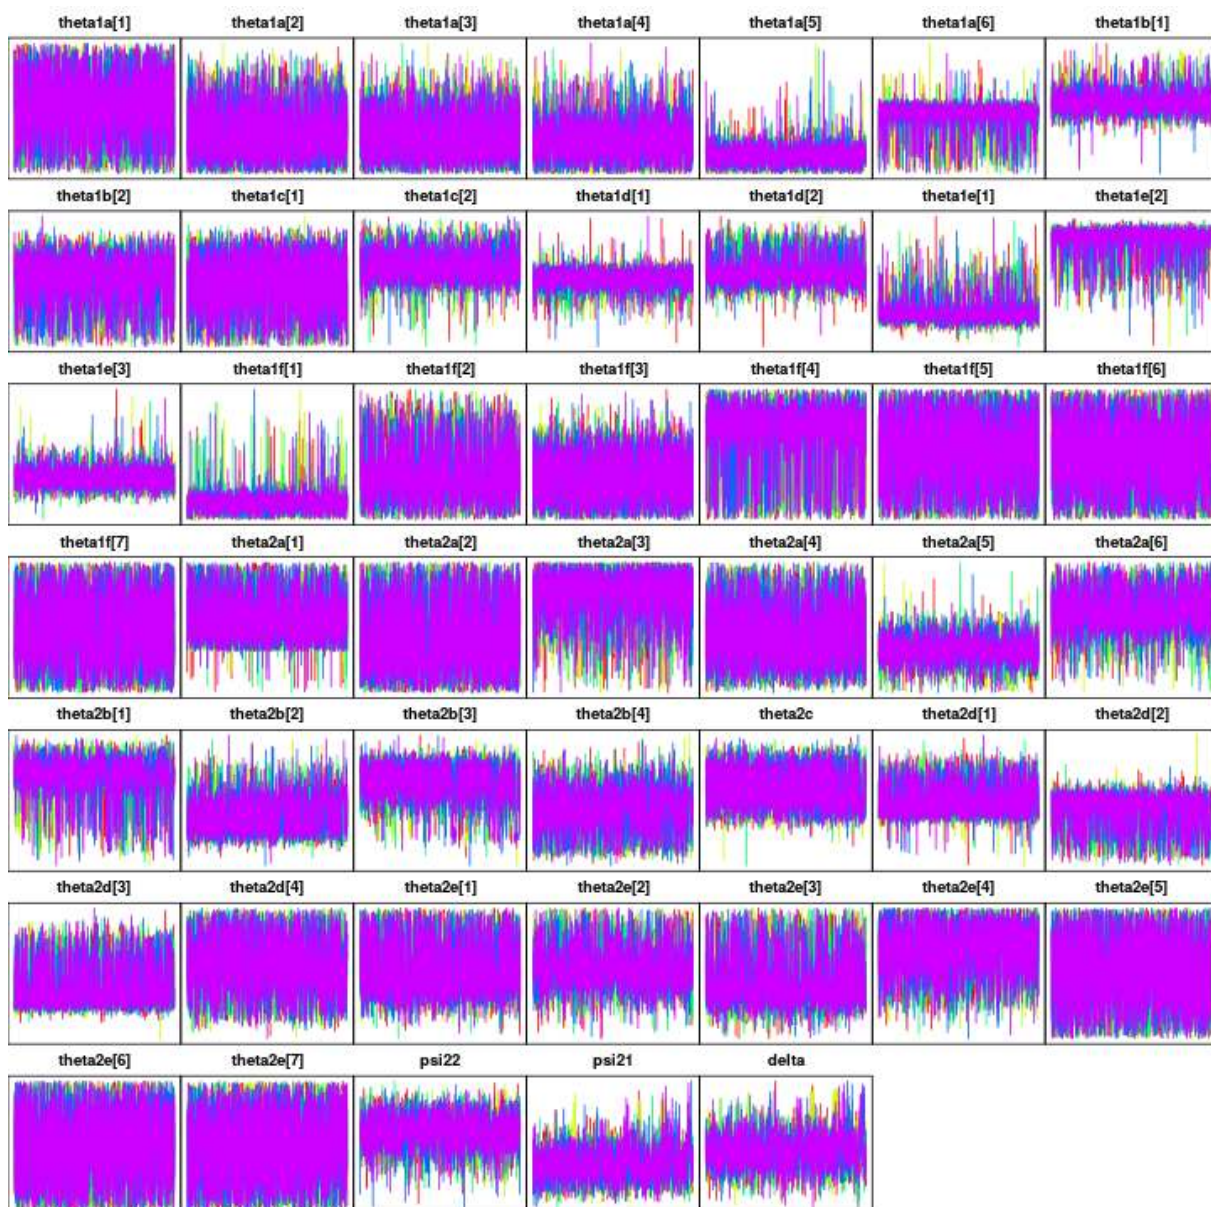 theta1a[1] theta1a[2] theta1a[3] theta1a[4] theta1a[5] theta1a[6] theta1b[1]
theta1b[2] theta1c[1] theta1c[2] theta1d[1] theta1d[2] theta1e[1] theta1e[2]
theta1e[3] theta1f[1] theta1f[2] theta1f[3] theta1f[4] theta1f[5] theta1f[6]
theta1f[7] theta2a[1] theta2a[2] theta2a[3] theta2a[4] theta2a[5] theta2a[6]
theta2b[1] theta2b[2] theta2b[3] theta2b[4] theta2c theta2d[1] theta2d[2]
theta2d[3] theta2d[4] theta2e[1] theta2e[2] theta2e[3] theta2e[4] theta2e[5]
theta2e[6] theta2e[7] psi22 psi21 delta